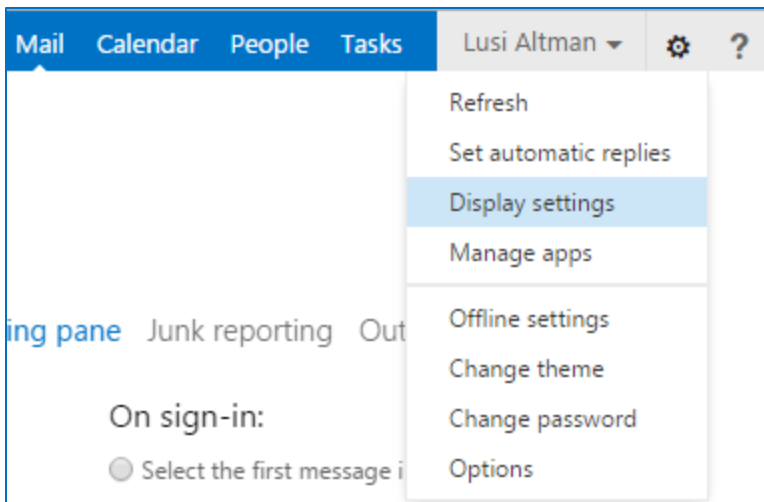 Mail Calendar People Tasks Lusi Altman ?
Refresh
Set automatic replies
Display settings
Manage apps
Offline settings
Change theme
Change password
Options
ing pane Junk reporting Out
On sign-in:
Select the first message i